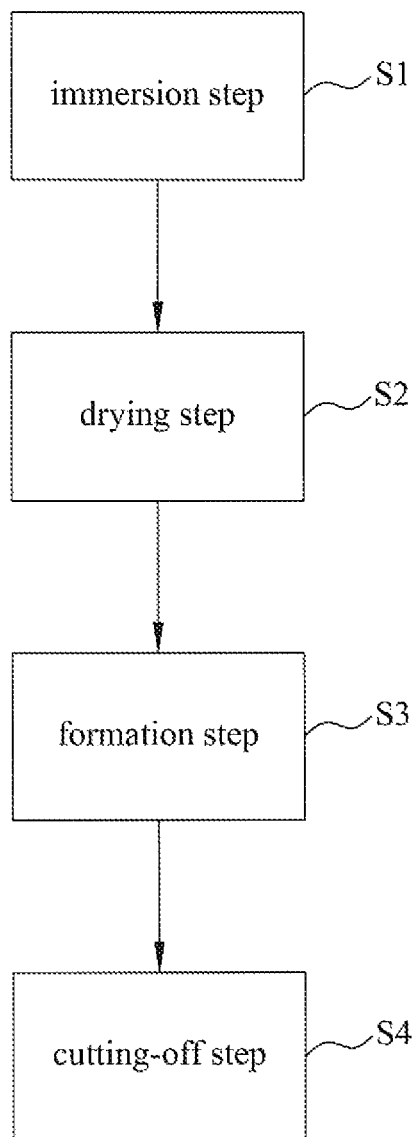 immersion step
S1
drying step
S2
formation step
S3
cutting-off step
S4